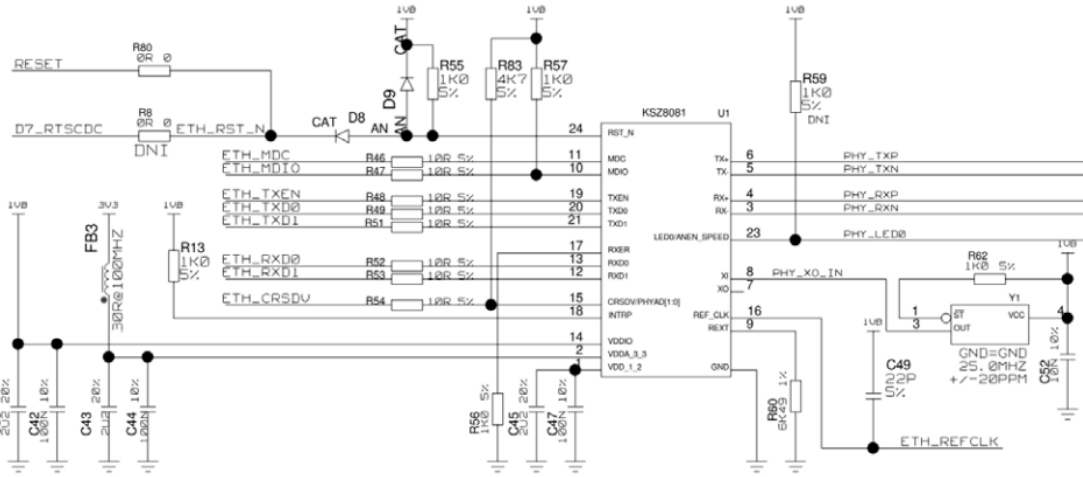 1V8
1V8
1V8
RESET
R80
0R 0
CAT
D9
AN
R55
1K0
5%
R83
4K7
5%
R57
1K0
5%
R59
1K0
5%
DNI
D7_RTSCDC
R8
0R 0
DNI
ETH_RST_N
CAT
D8
AN
KSZ8081
U1
24
RST_N
ETH_MDC
R46
10R 5%
11
MDC
TX+
6
PHY_TXP
ETH_MDIO
R47
10R 5%
10
MDIO
TX-
5
PHY_TXN
ETH_TXEN
R48
10R 5%
19
TXEN
RX+
4
PHY_RXP
ETH_TXD0
R49
10R 5%
20
TXD0
RX-
3
PHY_RXN
ETH_TXD1
R51
10R 5%
21
TXD1
LED0/ANEN_SPEED
23
PHY_LED0
1V8
3V3
1V8
FB3
30R@100MHZ
R13
1K0
5%
17
RXER
ETH_RXD0
R52
10R 5%
13
RXD0
ETH_RXD1
R53
10R 5%
12
RXD1
XI
8
PHY_XO_IN
XO
7
ETH_CRSDV
R54
10R 5%
15
CRSDV/PHYAD[1:0]
18
INTRP
REF_CLK
16
REXT
9
14
VDDIO
2
VDDA_3_3
1
VDD_1_2
GND
R62
1K0 5%
1V8
Y1
1
ST
VCC
4
3
OUT
GND=GND
25.0MHZ
+/-20PPM
C52
10N 10%
1V8
C49
22P
5%
2U2 20%
C42
100N 10%
C43
2U2 20%
C44
100N 10%
R56
1K0 5%
C45
2U2 20%
C47
100N 10%
R60
6K49 1%
ETH_REFCLK